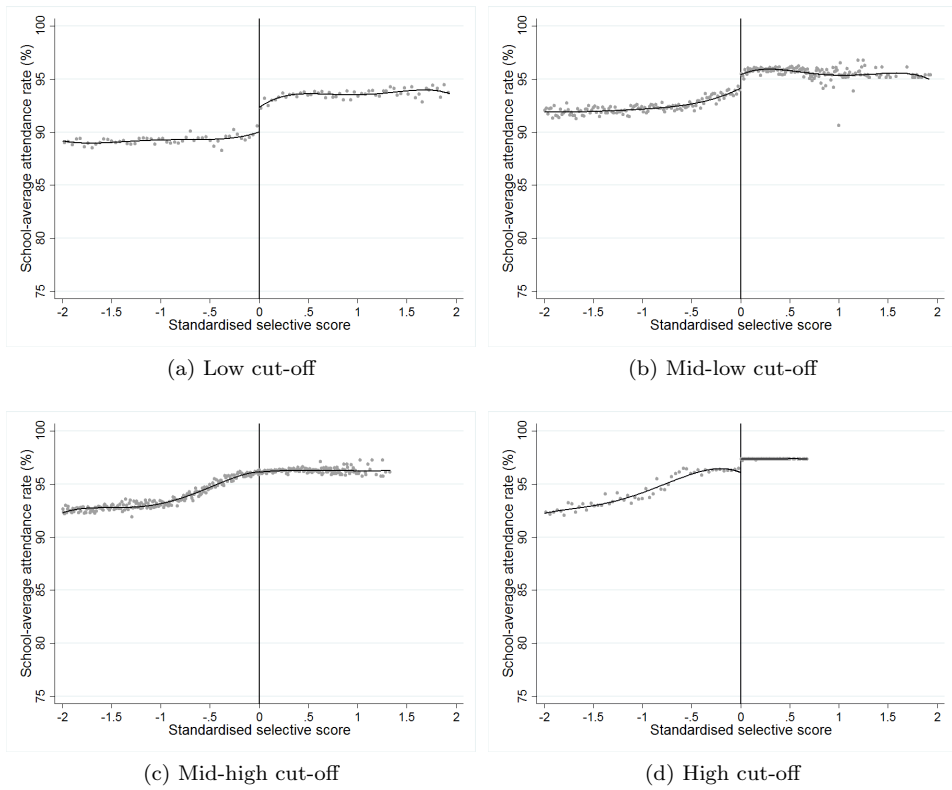 School-average attendance rate (%)
100
95
90
85
80
75
-2 -1.5 -1 -.5 0 .5 1 1.5 2
Standardised selective score
(a) Low cut-off
School-average attendance rate (%)
100
95
90
85
80
75
-2 -1.5 -1 -.5 0 .5 1 1.5 2
Standardised selective score
(b) Mid-low cut-off
School-average attendance rate (%)
100
95
90
85
80
75
-2 -1.5 -1 -.5 0 .5 1 1.5 2
Standardised selective score
(c) Mid-high cut-off
School-average attendance rate (%)
100
95
90
85
80
75
-2 -1.5 -1 -.5 0 .5 1 1.5 2
Standardised selective score
(d) High cut-off